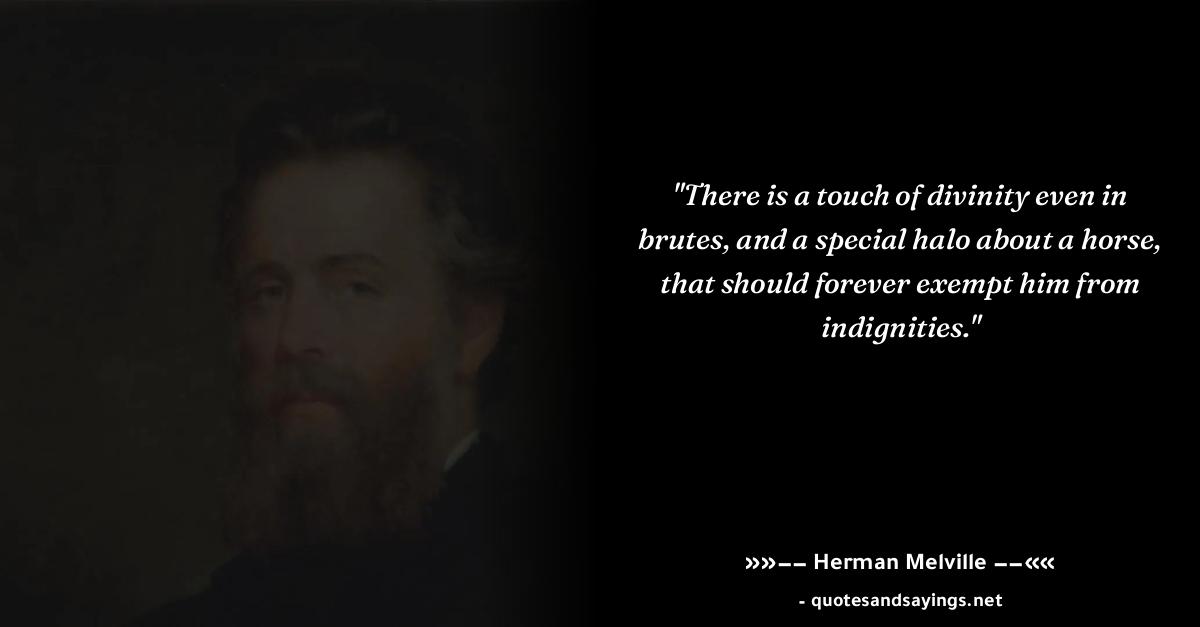 "There is a touch of divinity even in
brutes, and a special halo about a horse,
that should forever exempt him from
indignities."
»»−− Herman Melville −−««
- quotesandsayings.net